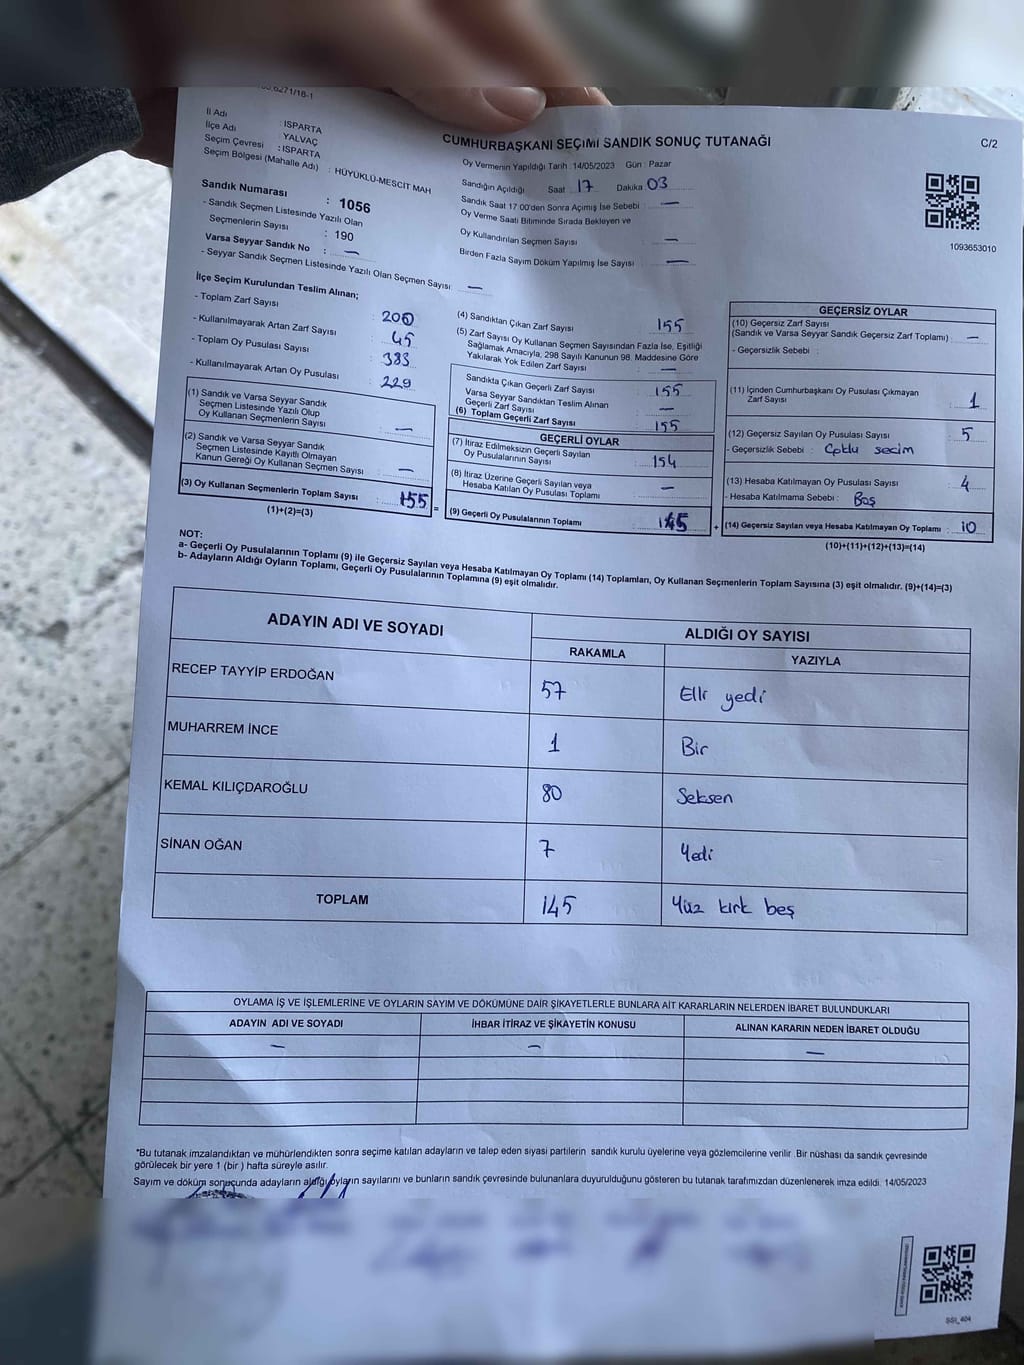 İl Adı : ISPARTA
İlçe Adı YALVAÇ
Seçim Çevresi : ISPARTA
Seçim Bölgesi (Mahalle Adı) : HÜYÜKLÜ-MESCİT MAH
Sandık Numarası : 1056
- Sandık Seçmen Listesinde Yazılı Olan
Seçmenlerin Sayısı : 190
Varsa Seyyar Sandık No : —
- Seyyar Sandık Seçmen Listesinde Yazılı Olan Seçmen Sayısı : —
CUMHURBAŞKANI SEÇİMİ SANDIK SONUÇ TUTANAĞI
C/2
Oy Vermenin Yapıldığı Tarih :14/05/2023 Gün : Pazar
Sandığın Açıldığı Saat 17 Dakika 03
Sandık Saat 17:00'den Sonra Açımış İse Sebebi : —
Oy Verme Saati Bitiminde Sırada Bekleyen ve
Oy Kullandırılan Seçmen Sayısı : —
Birden Fazla Sayım Döküm Yapılmış İse Sayısı : —
1093653010
İlçe Seçim Kurulundan Teslim Alınan;
- Toplam Zarf Sayısı : 200
- Kullanılmayarak Artan Zarf Sayısı : 45
- Toplam Oy Pusulası Sayısı : 383
- Kullanılmayarak Artan Oy Pusulası : 229
(1) Sandık ve Varsa Seyyar Sandık
Seçmen Listesinde Yazılı Olup
Oy Kullanan Seçmenlerin Sayısı : —
(2) Sandık ve Varsa Seyyar Sandık
Seçmen Listesinde Kayıtlı Olmayan
Kanun Gereği Oy Kullanan Seçmen Sayısı : —
(3) Oy Kullanan Seçmenlerin Toplam Sayısı : 155
(1)+(2)=(3)
=
(4) Sandıktan Çıkan Zarf Sayısı : 155
(5) Zarf Sayısı Oy Kullanan Seçmen Sayısından Fazla İse, Eşitliği
Sağlamak Amacıyla, 298 Sayılı Kanunun 98. Maddesine Göre
Yakılarak Yok Edilen Zarf Sayısı : —
Sandıkta Çıkan Geçerli Zarf Sayısı : 155
Varsa Seyyar Sandıktan Teslim Alınan
Geçerli Zarf Sayısı : —
(6) Toplam Geçerli Zarf Sayısı : 155
GEÇERLİ OYLAR
(7) İtiraz Edilmeksizin Geçerli Sayılan
Oy Pusulalarının Sayısı : 154
(8) İtiraz Üzerine Geçerli Sayılan veya
Hesaba Katılan Oy Pusulası Toplamı : —
(9) Geçerli Oy Pusulalarının Toplamı : 145
+
GEÇERSİZ OYLAR
(10) Geçersiz Zarf Sayısı
(Sandık ve Varsa Seyyar Sandık Geçersiz Zarf Toplamı) : —
- Geçersizlik Sebebi :
(11) İçinden Cumhurbaşkanı Oy Pusulası Çıkmayan
Zarf Sayısı : 1
(12) Geçersiz Sayılan Oy Pusulası Sayısı : 5
- Geçersizlik Sebebi : Çoklu secim
(13) Hesaba Katılmayan Oy Pusulası Sayısı : 4
- Hesaba Katılmama Sebebi : Boş
(14) Geçersiz Sayılan veya Hesaba Katılmayan Oy Toplamı : 10
(10)+(11)+(12)+(13)=(14)
NOT:
a- Geçerli Oy Pusulalarının Toplamı (9) ile Geçersiz Sayılan veya Hesaba Katılmayan Oy Toplamı (14) Toplamları, Oy Kullanan Seçmenlerin Toplam Sayısına (3) eşit olmalıdır. (9)+(14)=(3)
b- Adayların Aldığı Oyların Toplamı, Geçerli Oy Pusulalarının Toplamına (9) eşit olmalıdır.
ADAYIN ADI VE SOYADI
ALDIĞI OY SAYISI
RAKAMLA YAZIYLA
RECEP TAYYİP ERDOĞAN 57 Elli yedi
MUHARREM İNCE 1 Bir
KEMAL KILIÇDAROĞLU 80 Seksen
SİNAN OĞAN 7 Yedi
TOPLAM 145 Yüz kırk beş
OYLAMA İŞ VE İŞLEMLERİNE VE OYLARIN SAYIM VE DÖKÜMÜNE DAİR ŞİKAYETLERLE BUNLARA AİT KARARLARIN NELERDEN İBARET BULUNDUKLARI
ADAYIN ADI VE SOYADI İHBAR İTİRAZ VE ŞİKAYETİN KONUSU ALINAN KARARIN NEDEN İBARET OLDUĞU
— — —
*Bu tutanak imzalandıktan ve mühürlendikten sonra seçime katılan adayların ve talep eden siyasi partilerin sandık kurulu üyelerine veya gözlemcilerine verilir .Bir nüshası da sandık çevresinde
görülecek bir yere 1 (bir ) hafta süreyle asılır.
Sayım ve döküm sonuçunda adayların aldığı oyların sayılarını ve bunların sandık çevresinde bulunanlara duyurulduğunu gösteren bu tutanak tarafımızdan düzenlenerek imza edildi. 14/05/2023
SSI_404